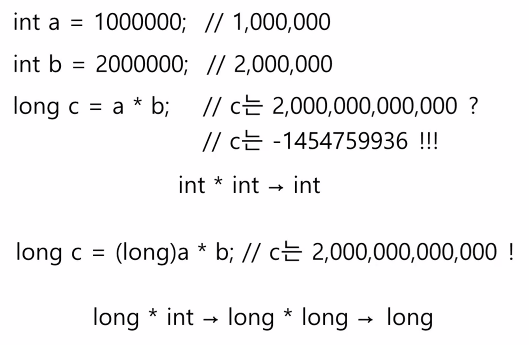 int a = 1000000; // 1,000,000
int b = 2000000; // 2,000,000
long c = a * b; // c는 2,000,000,000,000 ?
// c는 -1454759936 !!!
int * int → int
long c = (long)a * b; // c는 2,000,000,000,000 !
long * int → long * long → long